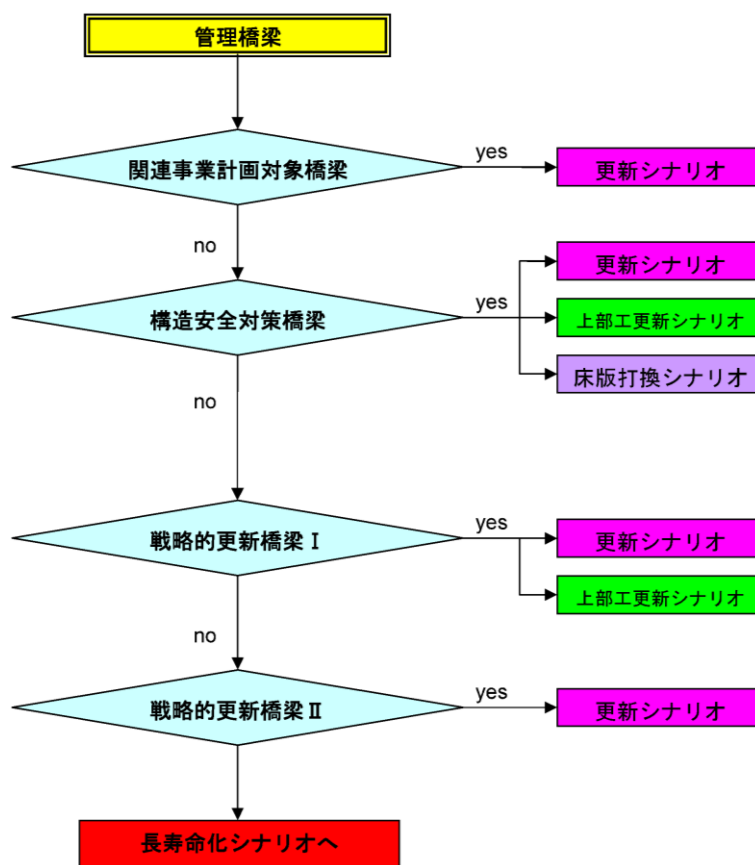 管理橋梁
関連事業計画対象橋梁
yes
更新シナリオ
no
更新シナリオ
構造安全対策橋梁
yes
上部工更新シナリオ
床版打換シナリオ
no
戦略的更新橋梁Ⅰ
yes
更新シナリオ
上部工更新シナリオ
no
戦略的更新橋梁Ⅱ
yes
更新シナリオ
長寿命化シナリオへ